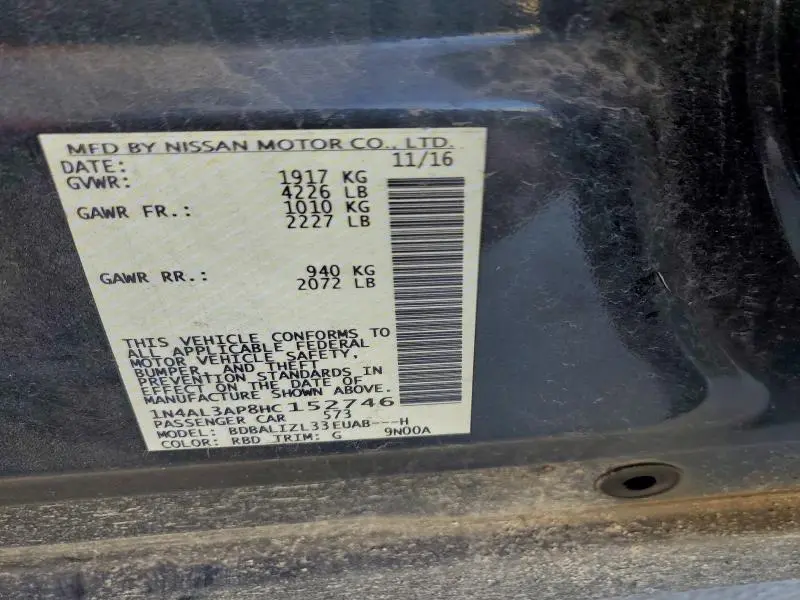 MFD BY NISSAN MOTOR CO., LTD.
DATE: 11/16
GVWR: 1917 KG
4226 LB
GAWR FR.: 1010 KG
2227 LB
GAWR RR.: 940 KG
2072 LB
THIS VEHICLE CONFORMS TO
ALL APPLICABLE FEDERAL
MOTOR VEHICLE SAFETY,
BUMPER, AND THEFT
PREVENTION STANDARDS IN
EFFECT ON THE DATE OF
MANUFACTURE SHOWN ABOVE.
1N4AL3AP8HC152746
PASSENGER CAR 573
MODEL: BDBALIZL33EUAB---H
COLOR: RBD TRIM: G 9N00A